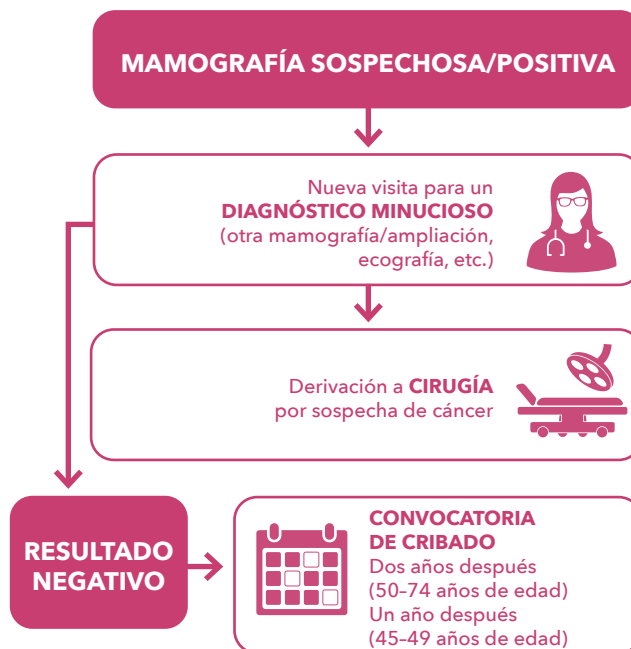 MAMOGRAFÍA SOSPECHOSA/POSITIVA
Nueva visita para un
DIAGNÓSTICO MINUCIOSO
(otra mamografía/ampliación,
ecografía, etc.)
Derivación a CIRUGÍA
por sospecha de cáncer
RESULTADO
NEGATIVO
CONVOCATORIA
DE CRIBADO
Dos años después
(50–74 años de edad)
Un año después
(45–49 años de edad)